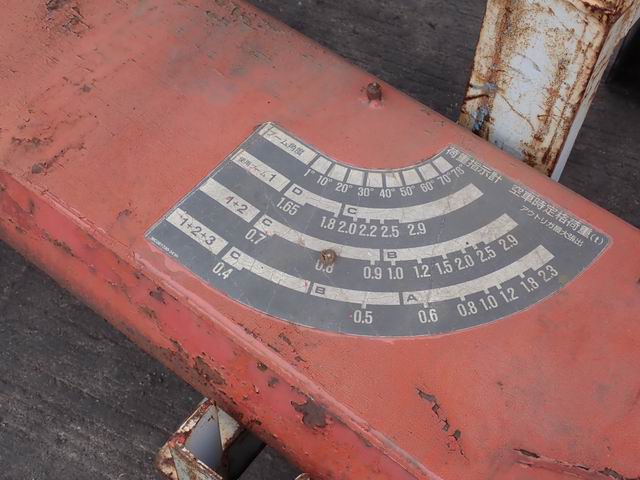 荷重指示計 空車時定格荷重(t)
アウトリガ最大張出
ブーム角度
1° 10° 20° 30° 40° 50° 60° 70° 78°
使用ブーム 1
D C
1.65 1.8 2.0 2.2 2.5 2.9
1+2
C B
0.7 0.8 0.9 1.0 1.2 1.5 2.0 2.5 2.9
1+2+3
C B A
0.4 0.5 0.6 0.8 1.0 1.2 1.8 2.3